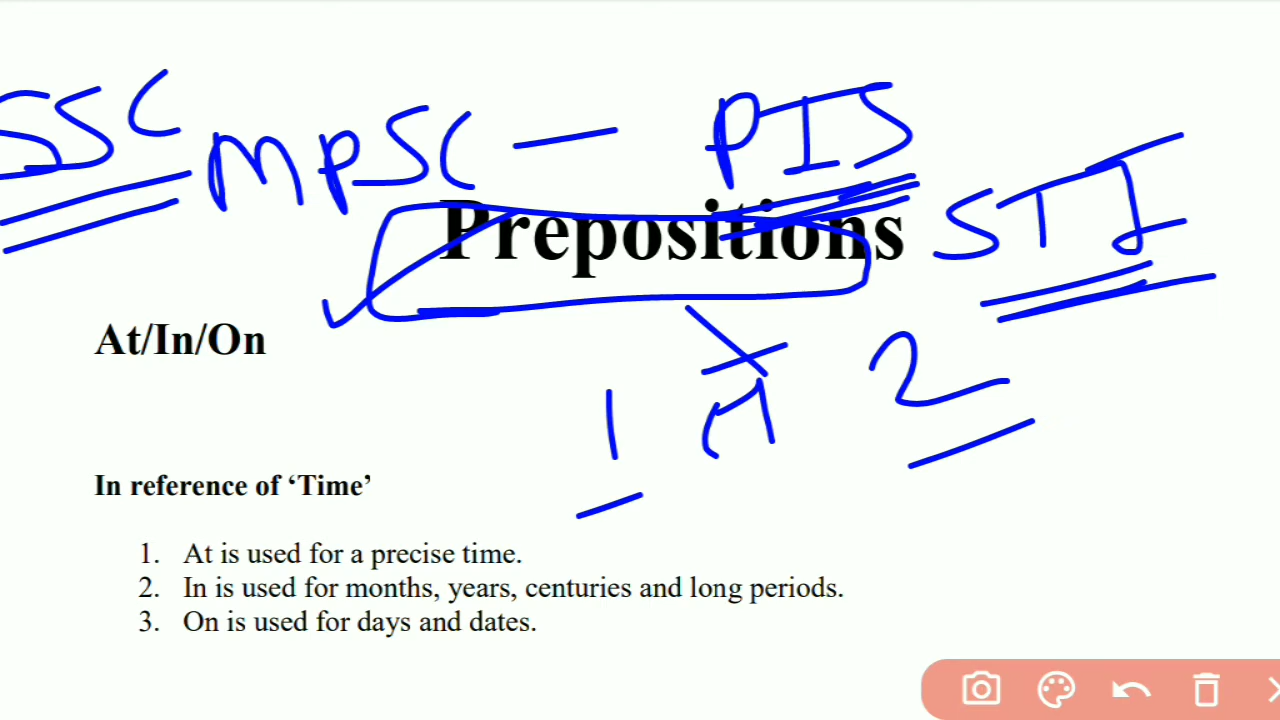 SSC MPSC — PIS
Prepositions STI
At/In/On
1 2
In reference of ‘Time’
1. At is used for a precise time.
2. In is used for months, years, centuries and long periods.
3. On is used for days and dates.